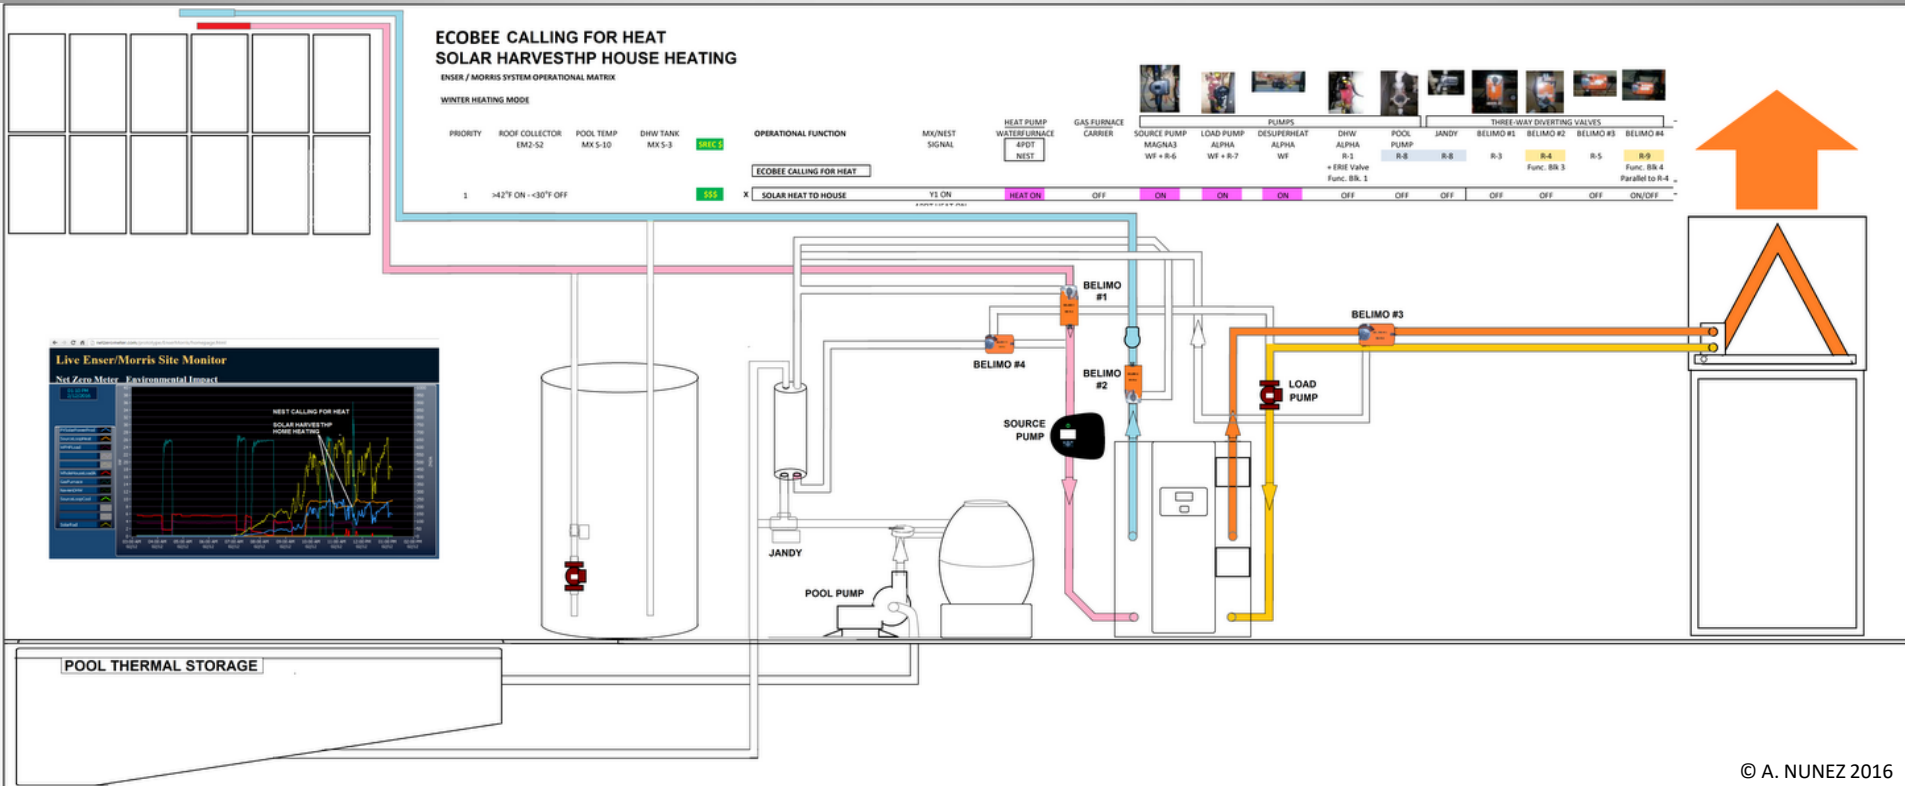 ECOBEE CALLING FOR HEAT
SOLAR HARVESTHP HOUSE HEATING
ENSER / MORRIS SYSTEM OPERATIONAL MATRIX
WINTER HEATING MODE
HEAT PUMP GAS FURNACE PUMPS THREE-WAY DIVERTING VALVES
PRIORITY ROOF COLLECTOR POOL TEMP DHW TANK SREC $ OPERATIONAL FUNCTION MX/NEST WATERFURNACE CARRIER SOURCE PUMP LOAD PUMP DESUPERHEAT DHW POOL JANDY BELIMO #1 BELIMO #2 BELIMO #3 BELIMO #4
EM2-S2 MX S-10 MX S-3 SIGNAL 4PDT MAGNA3 ALPHA ALPHA ALPHA PUMP
NEST WF + R-6 WF + R-7 WF R-1 R-8 R-8 R-3 R-4 R-5 R-9
+ ERIE Valve Func. Blk 3 Func. Blk 4
ECOBEE CALLING FOR HEAT Func. Blk. 1 Parallel to R-4
1 >42°F ON - <30°F OFF $$$ X SOLAR HEAT TO HOUSE Y1 ON HEAT ON OFF ON ON ON OFF OFF OFF OFF OFF OFF ON/OFF
BELIMO
#1
BELIMO #3
BELIMO #4
BELIMO
#2
LOAD
PUMP
SOURCE
PUMP
Live Enser/Morris Site Monitor
Net Zero Meter Environmental Impact
NEST CALLING FOR HEAT
SOLAR HARVESTHP
HOME HEATING
JANDY
POOL PUMP
POOL THERMAL STORAGE
© A. NUNEZ 2016